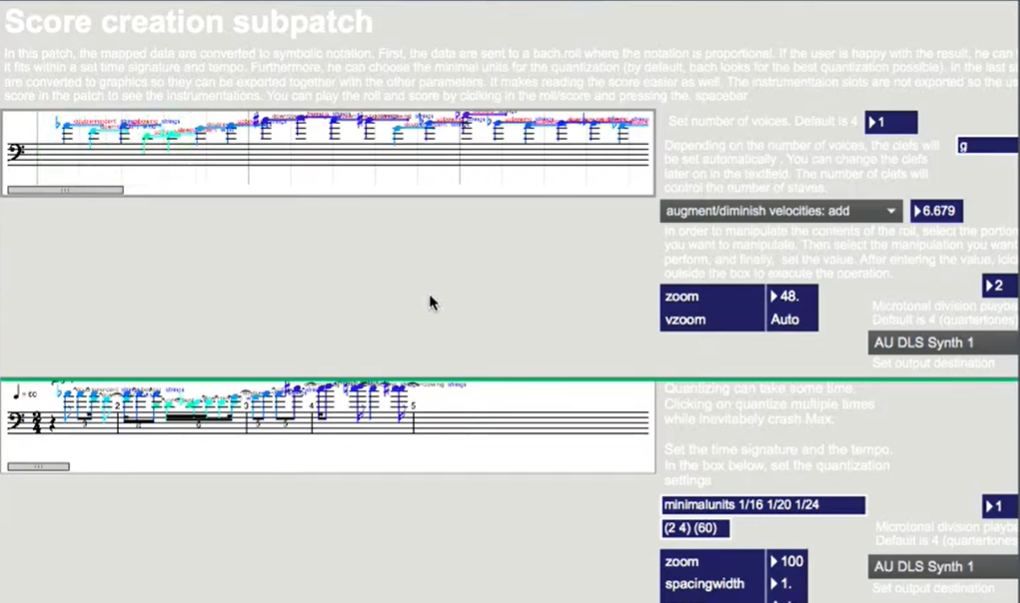 Score creation subpatch
In this patch, the mapped data are converted to symbolic notation. First, the data are sent to a bach.roll where the notation is proportional. If the user is happy with the result, he can
it fits within a set time signature and tempo. Furthermore, he can choose the minimal units for the quantization (by default, bach looks for the best quantization possible). In the last
are converted to graphics so they can be exported together with the other parameters. It makes reading the score easier as well. The instrumentation slots are not exported so the
score in the patch to see the instrumentations. You can play the roll and score by clicking in the roll/score and pressing the. spacebar
Set number of voices. Default is 4
1
Depending on the number of voices, the clefs will
be set automatically . You can change the clefs
later on in the textfield. The number of clefs will
control the number of staves.
g
augment/diminish velocities: add
6.679
In order to manipulate the contents of the roll, select the portion
you want to manipulate. Then select the manipulation you want
perform, and finally, set the value. After entering the value,
outside the box to execute the operation.
zoom 48.
vzoom Auto
2
Microtonal division
Default is 4 (quartertones
AU DLS Synth 1
Set output destination
2 3 4 5
Quantizing can take some time
Clicking on quantize multiple times
while inevitabely crash Max.
Set the time signature and the tempo.
In the box below, set the quantization
settings
minimalunits 1/16 1/20 1/24
(2 4) (60)
1
Microtonal division
Default is 4 (quartertones
AU DLS Synth 1
Set output destination
zoom 100
spacingwidth 1.